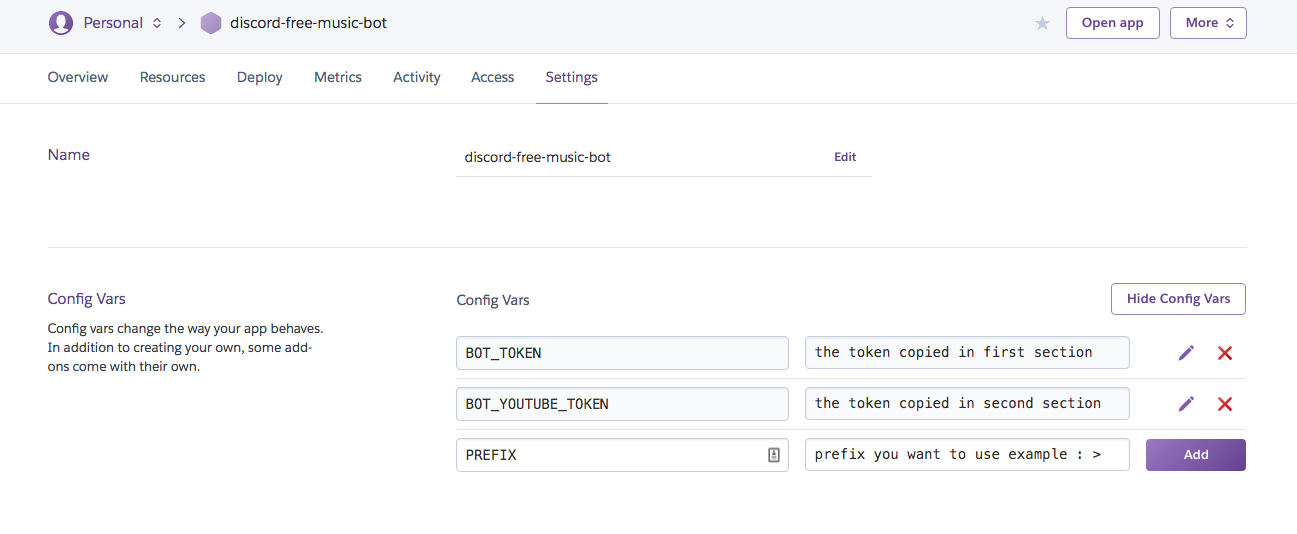 Personal > discord-free-music-bot Open app More
Overview Resources Deploy Metrics Activity Access Settings
Name discord-free-music-bot Edit
Config Vars Config Vars Hide Config Vars
Config vars change the way your app behaves.
In addition to creating your own, some add-
ons come with their own.
BOT_TOKEN the token copied in first section
BOT_YOUTUBE_TOKEN the token copied in second section
PREFIX prefix you want to use example : > Add